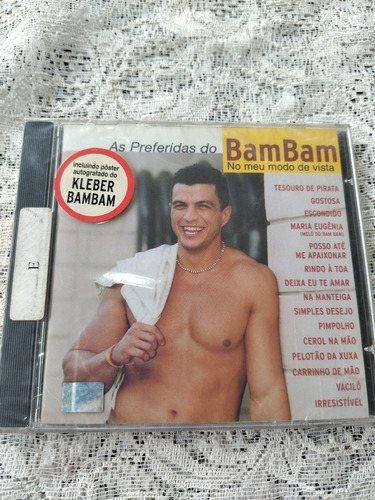 As Preferidas do
BamBam
No meu modo de vista
incluindo pôster
autografado do
KLEBER
BAMBAM
TESOURO DE PIRATA
GOSTOSA
ESCONDIDO
MARIA EUGÊNIA
(MELÔ DO BAM BAM)
POSSO ATÉ
ME APAIXONAR
RINDO À TOA
DEIXA EU TE AMAR
NA MANTEIGA
SIMPLES DESEJO
PIMPOLHO
CEROL NA MÃO
PELOTÃO DA XUXA
CARRINHO DE MÃO
VACILÔ
IRRESISTÍVEL
E